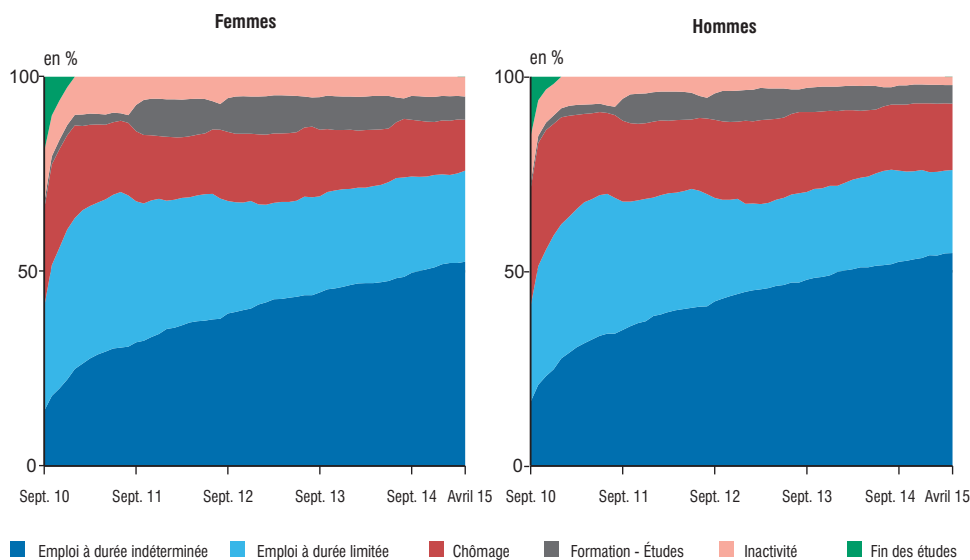 Femmes
Hommes
en %
en %
100
100
50
50
0
0
Sept. 10 Sept. 11 Sept. 12 Sept. 13 Sept. 14 Avril 15
Sept. 10 Sept. 11 Sept. 12 Sept. 13 Sept. 14 Avril 15
Emploi à durée indéterminée Emploi à durée limitée Chômage Formation - Études Inactivité Fin des études